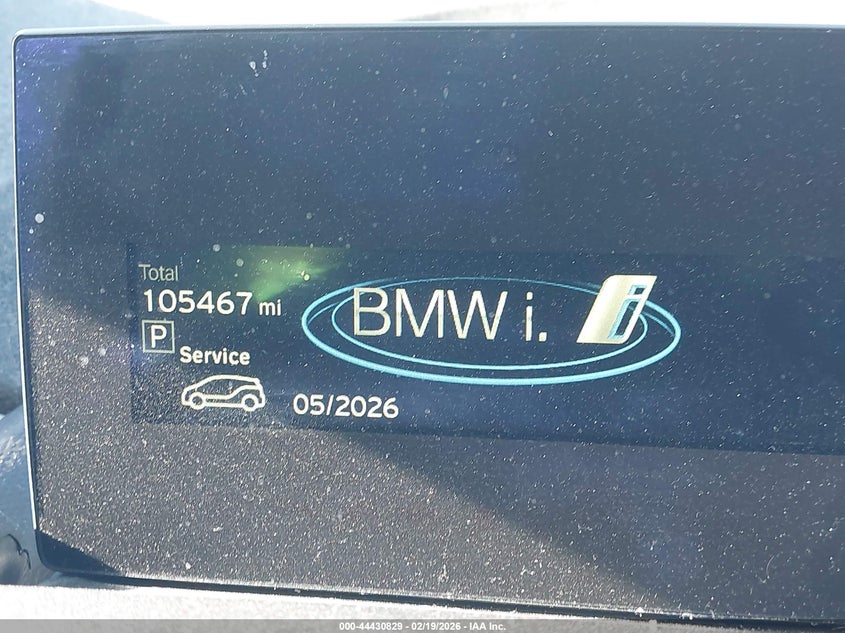 Total
105467 mi
P
Service
05/2026
BMW i.
i
000-44430829 - 02/19/2026 - IAA Inc.